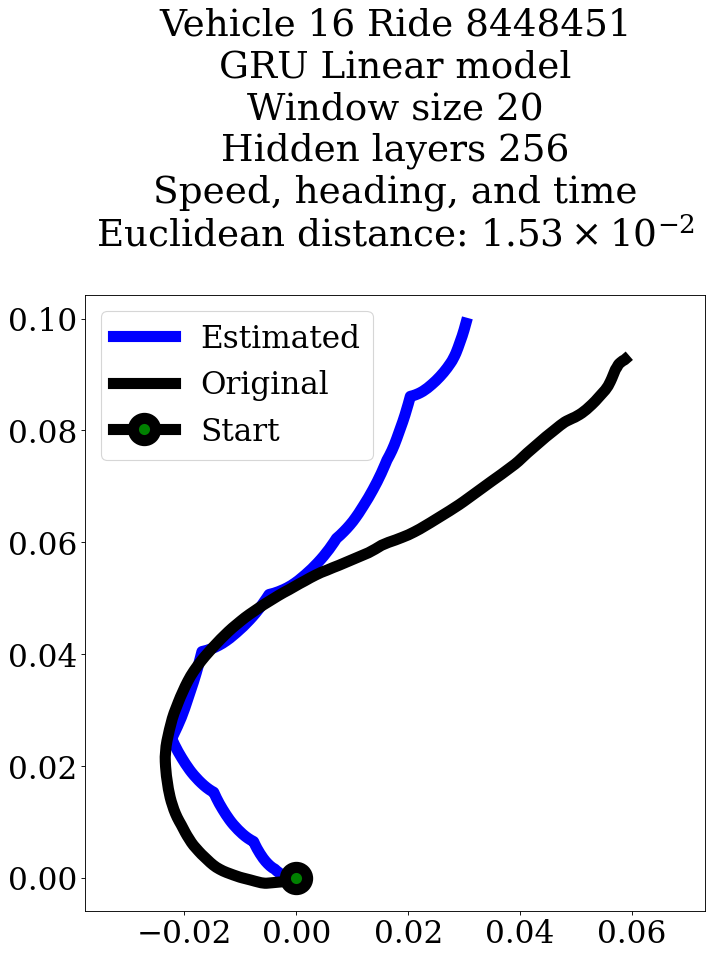 Vehicle 16 Ride 8448451
GRU Linear model
Window size 20
Hidden layers 256
Speed, heading, and time
Euclidean distance: 1.53 × 10⁻²
Estimated
Original
Start
0.10
0.08
0.06
0.04
0.02
0.00
−0.02 0.00 0.02 0.04 0.06